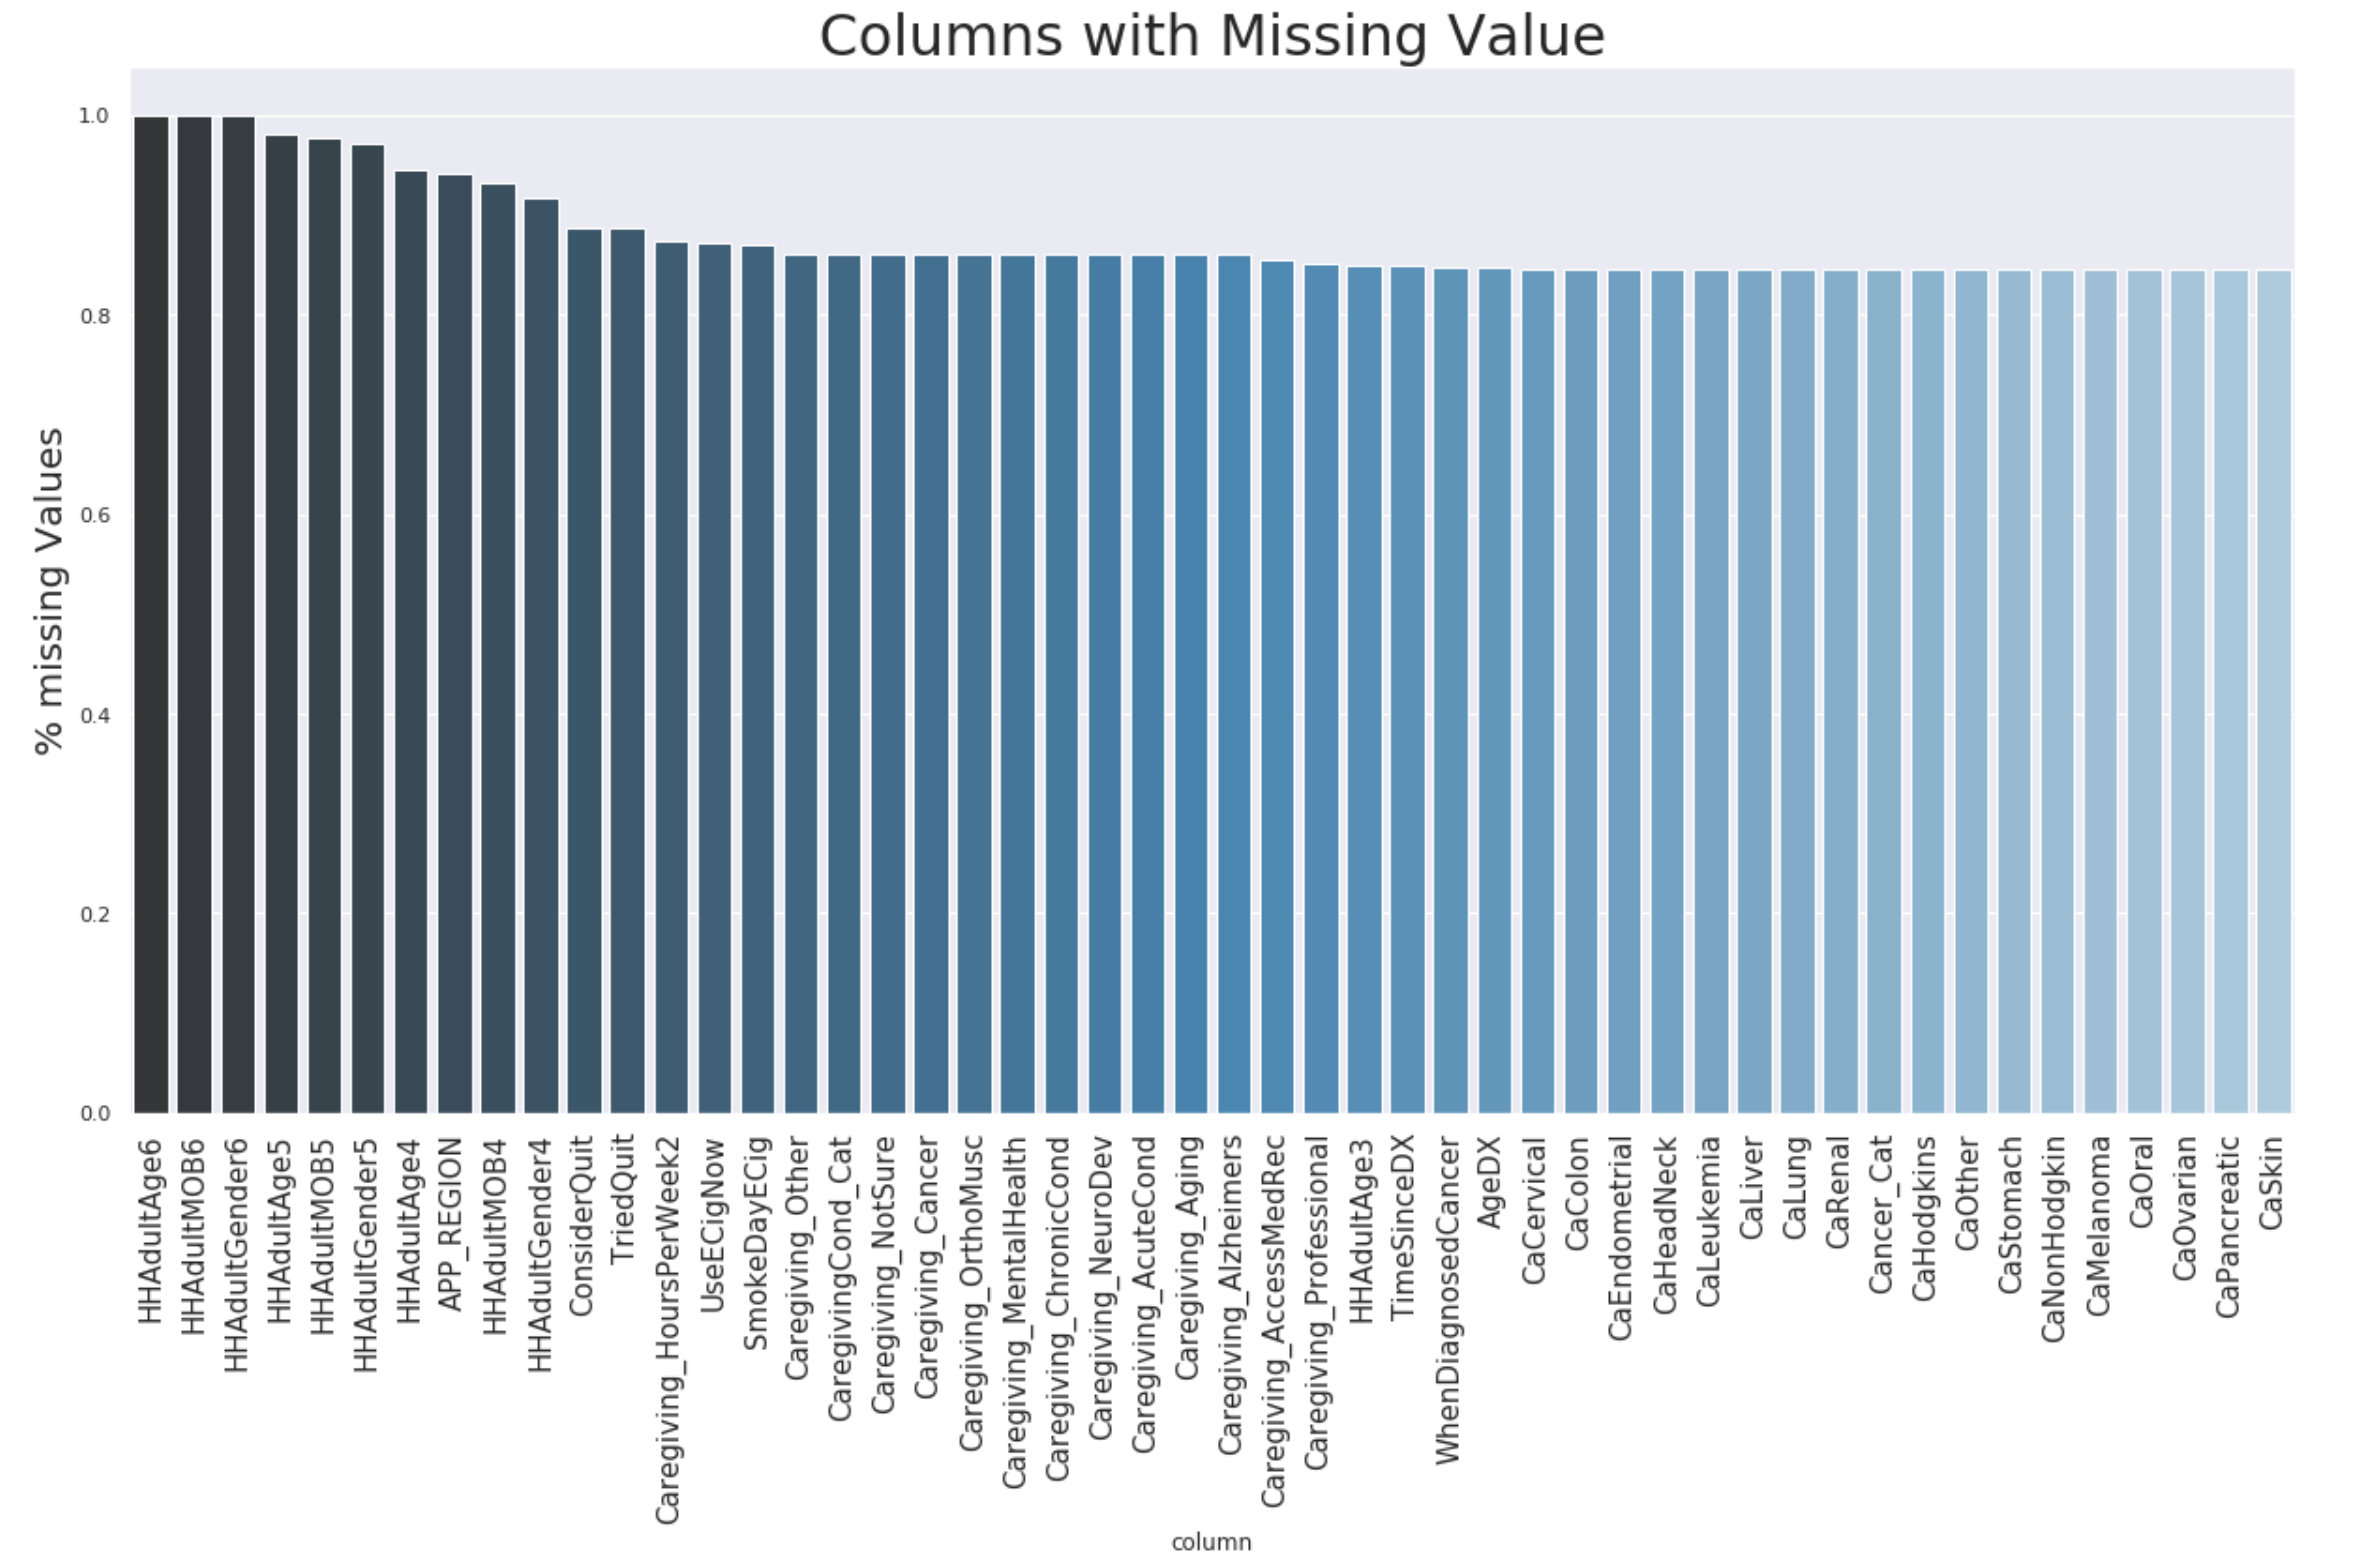 Columns with Missing Value
% missing Values
1.0
0.8
0.6
0.4
0.2
0.0
HHAdultAge6
HHAdultMOB6
HHAdultGender6
HHAdultAge5
HHAdultMOB5
HHAdultGender5
HHAdultAge4
APP_REGION
HHAdultMOB4
HHAdultGender4
ConsiderQuit
TriedQuit
Caregiving_HoursPerWeek2
UseECigNow
SmokeDayECig
Caregiving_Other
CaregivingCond_Cat
Caregiving_NotSure
Caregiving_Cancer
Caregiving_OrthoMusc
Caregiving_MentalHealth
Caregiving_ChronicCond
Caregiving_NeuroDev
Caregiving_AcuteCond
Caregiving_Aging
Caregiving_Alzheimers
Caregiving_AccessMedRec
Caregiving_Professional
HHAdultAge3
TimeSinceDX
WhenDiagnosedCancer
AgeDX
CaCervical
CaColon
CaEndometrial
CaHeadNeck
CaLeukemia
CaLiver
CaLung
CaRenal
Cancer_Cat
CaHodgkins
CaOther
CaStomach
CaNonHodgkin
CaMelanoma
CaOral
CaOvarian
CaPancreatic
CaSkin
column